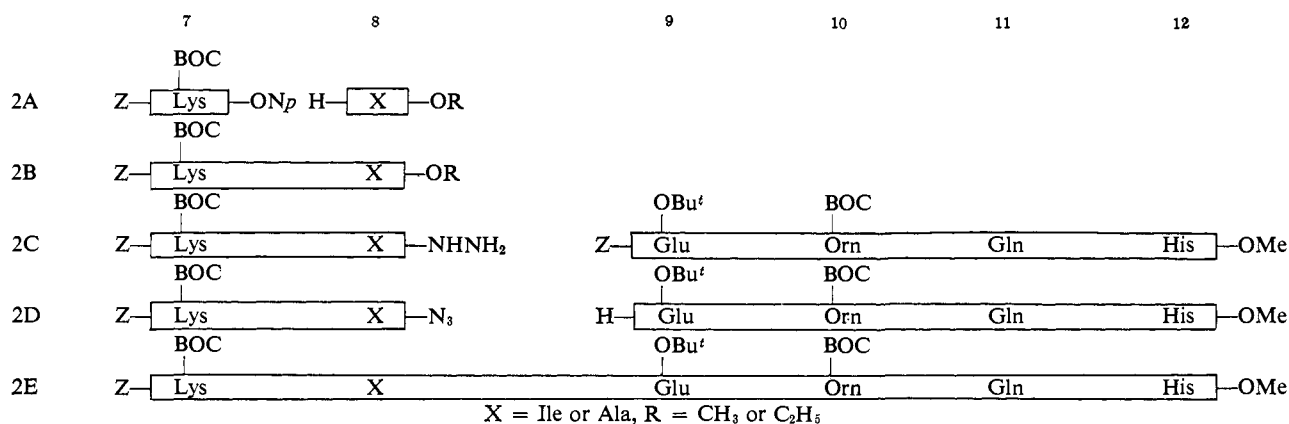 7 8 9 10 11 12
BOC
2A Z— Lys —ONp H— X —OR
BOC
2B Z— Lys X —OR
BOC OBuᵗ BOC
2C Z— Lys X —NHNH₂ Z— Glu Orn Gln His —OMe
BOC OBuᵗ BOC
2D Z— Lys X —N₃ H— Glu Orn Gln His —OMe
BOC OBuᵗ BOC
2E Z— Lys X Glu Orn Gln His —OMe
X = Ile or Ala, R = CH₃ or C₂H₅